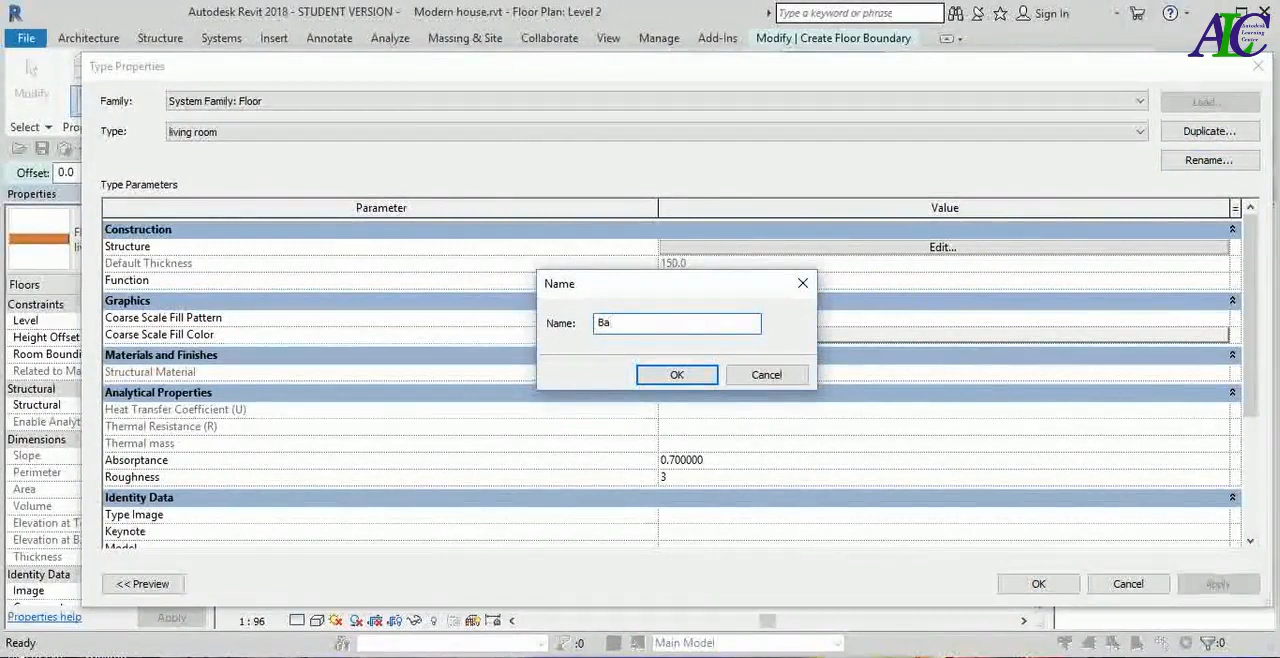 Autodesk Revit 2018 - STUDENT VERSION - Modern house.rvt - Floor Plan: Level 2
Type a keyword or phrase
Sign In
ALC
Autodesk
Learning
Center
File Architecture Structure Systems Insert Annotate Analyze Massing & Site Collaborate View Manage Add-Ins Modify | Create Floor Boundary
Type Properties
Modify
Family: System Family: Floor Load...
Select
Type: living room Duplicate...
Rename...
Offset: 0.0
Properties
Type Parameters
Parameter Value =
Construction
Structure Edit...
Default Thickness 150.0
Function
Graphics
Coarse Scale Fill Pattern
Coarse Scale Fill Color
Materials and Finishes
Structural Material
Analytical Properties
Heat Transfer Coefficient (U)
Thermal Resistance (R)
Thermal mass
Absorptance 0.700000
Roughness 3
Identity Data
Type Image
Keynote
Model
Name
Name: Ba
OK Cancel
Floors
Constraints
Level
Height Offset
Room Boundi
Related to Ma
Structural
Structural
Enable Analyt
Dimensions
Slope
Perimeter
Area
Volume
Elevation at T
Elevation at B
Thickness
Identity Data
Image
<< Preview OK Cancel Apply
Properties help Apply
1 : 96
Ready :0 Main Model :0